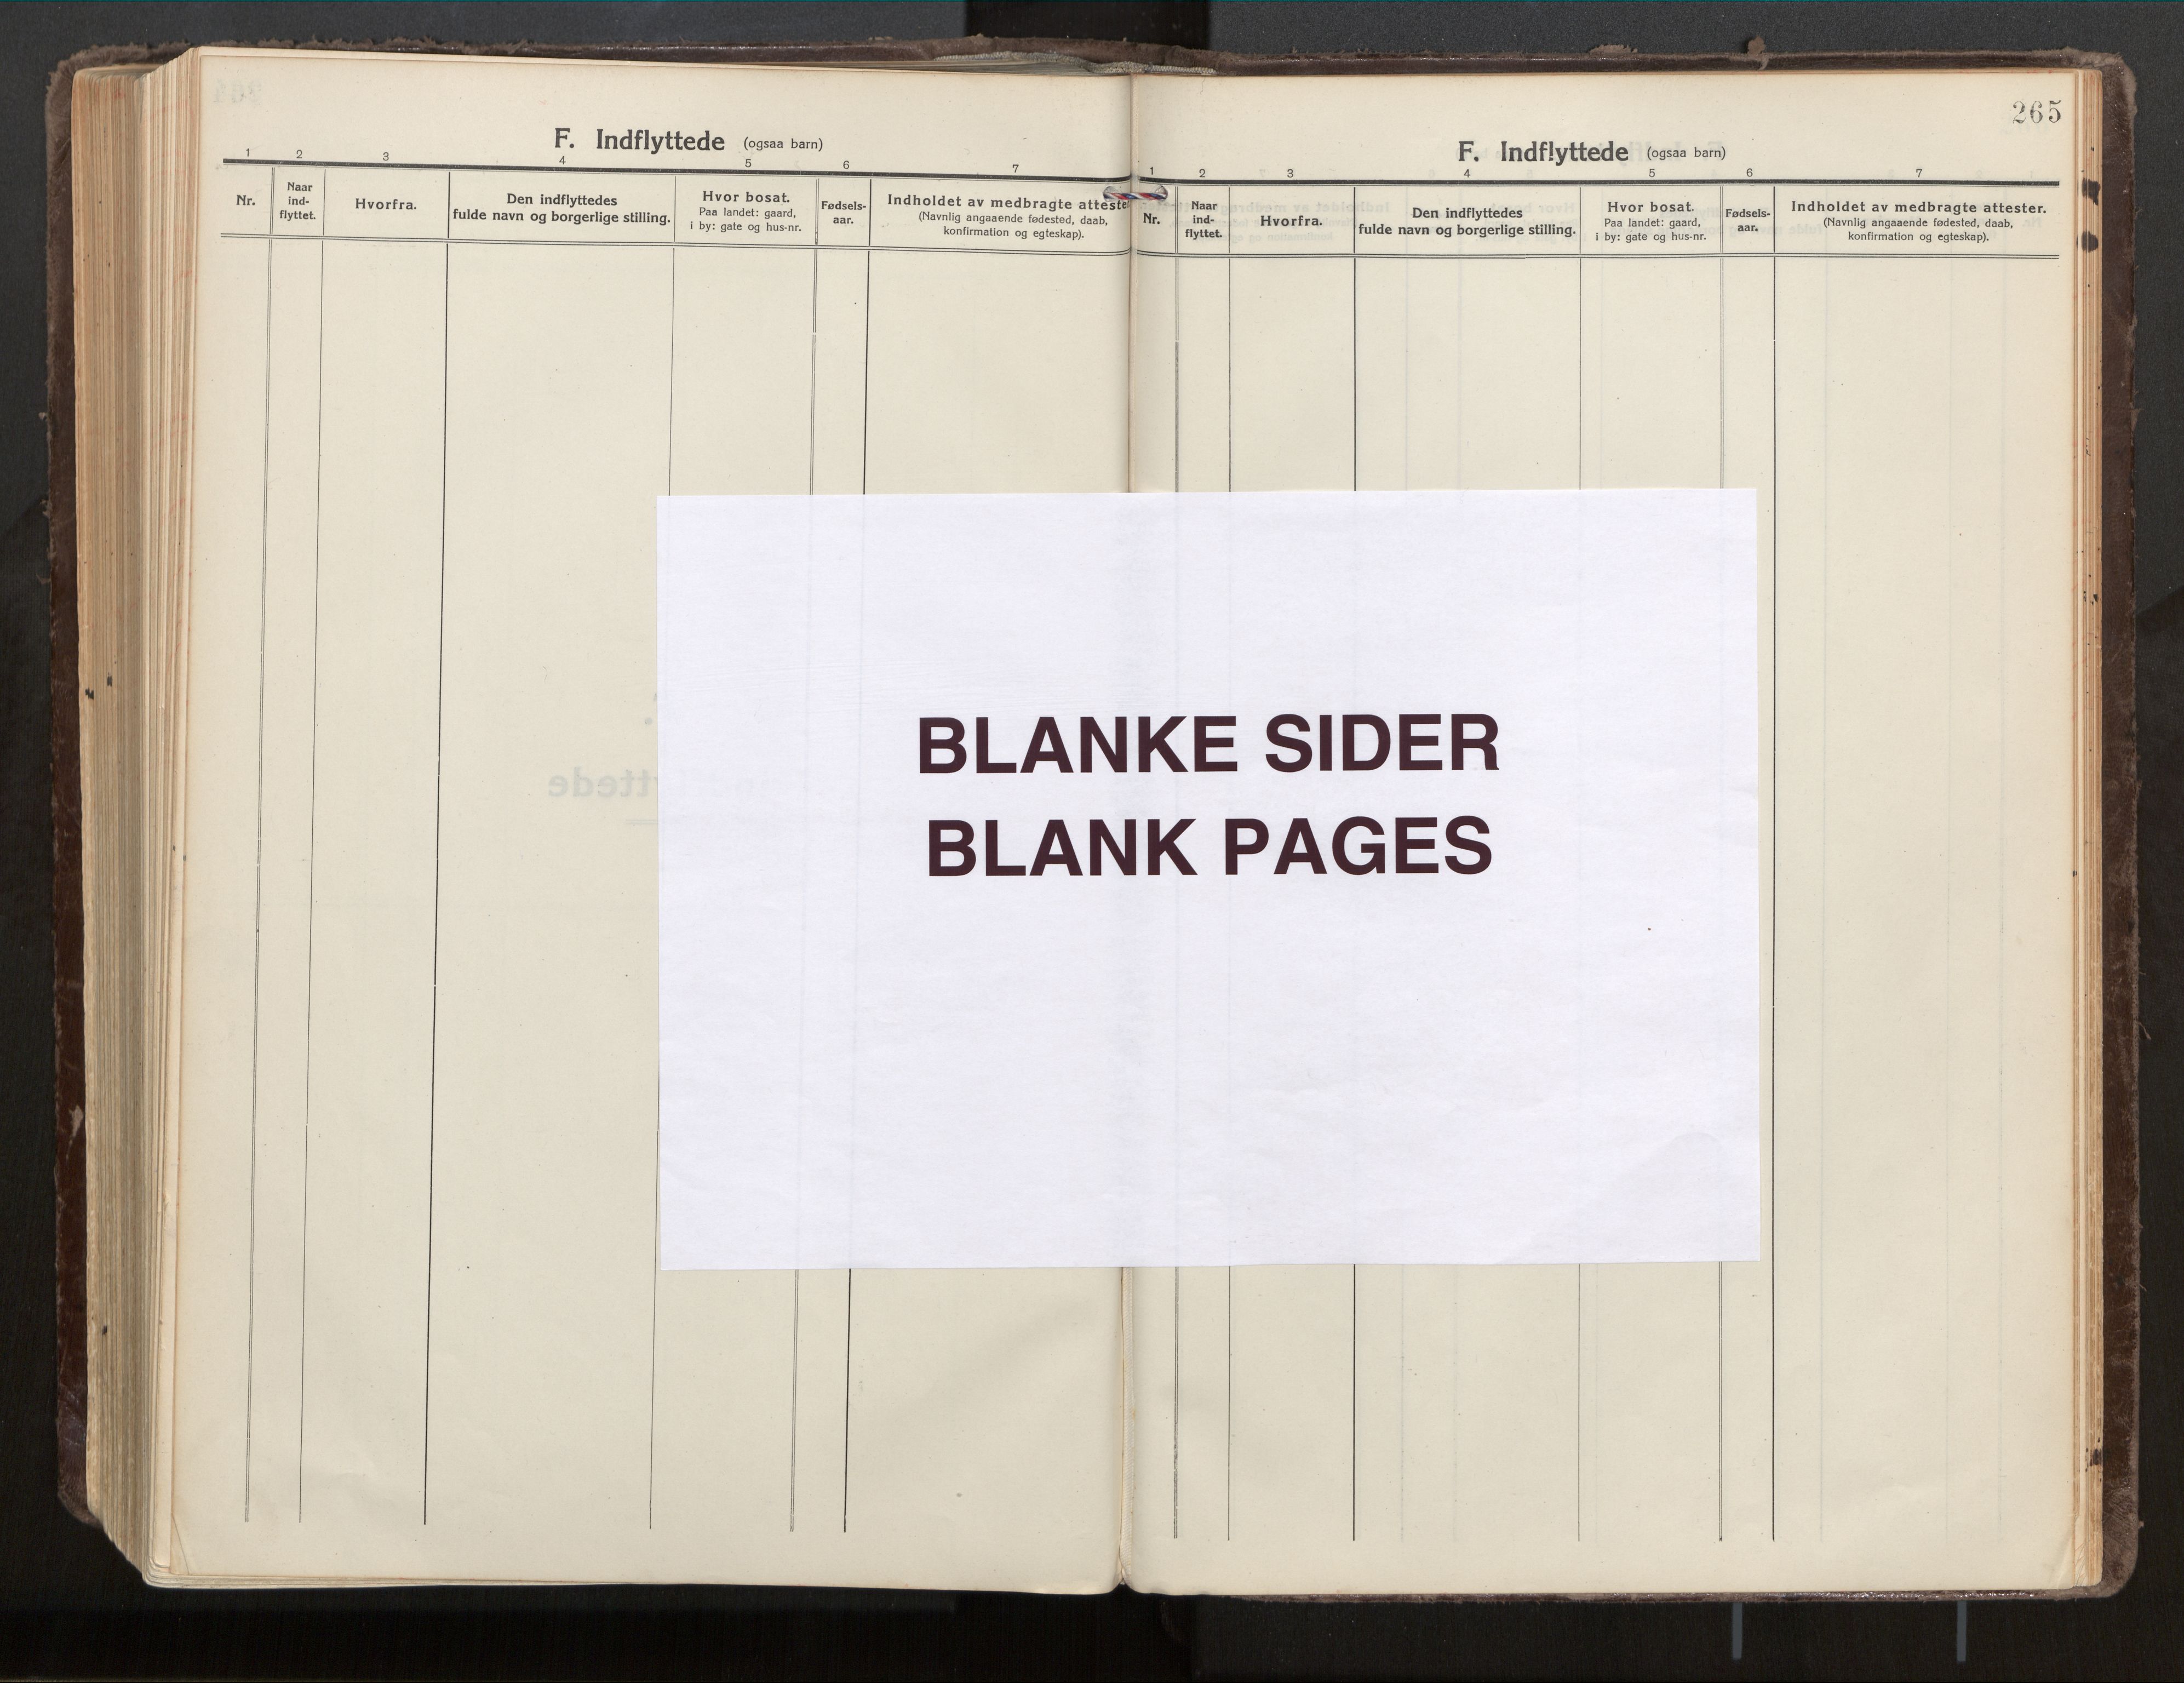 F. Indflyttede (ogsaa barn)
1 2 3 4 5 6 7
Nr.
Naar
ind-
flyttet.
Hvorfra.
Den indflyttedes
fulde navn og borgerlige stilling.
Hvor bosat.
Paa landet: gaard,
i by: gate og hus-nr.
Fødsels-
aar.
Indholdet av medbragte atteste
(Navnlig angaaende fødested, daab,
konfirmation og egteskap).
265
F. Indflyttede (ogsaa barn)
1 2 3 4 5 6 7
Nr.
Naar
ind-
flyttet.
Hvorfra.
Den indflyttedes
fulde navn og borgerlige stilling.
Hvor bosat.
Paa landet: gaard,
i by: gate og hus-nr.
Fødsels-
aar.
Indholdet av medbragte attester.
(Navnlig angaaende fødested, daab,
konfirmation og egteskap).
BLANKE SIDER
BLANK PAGES